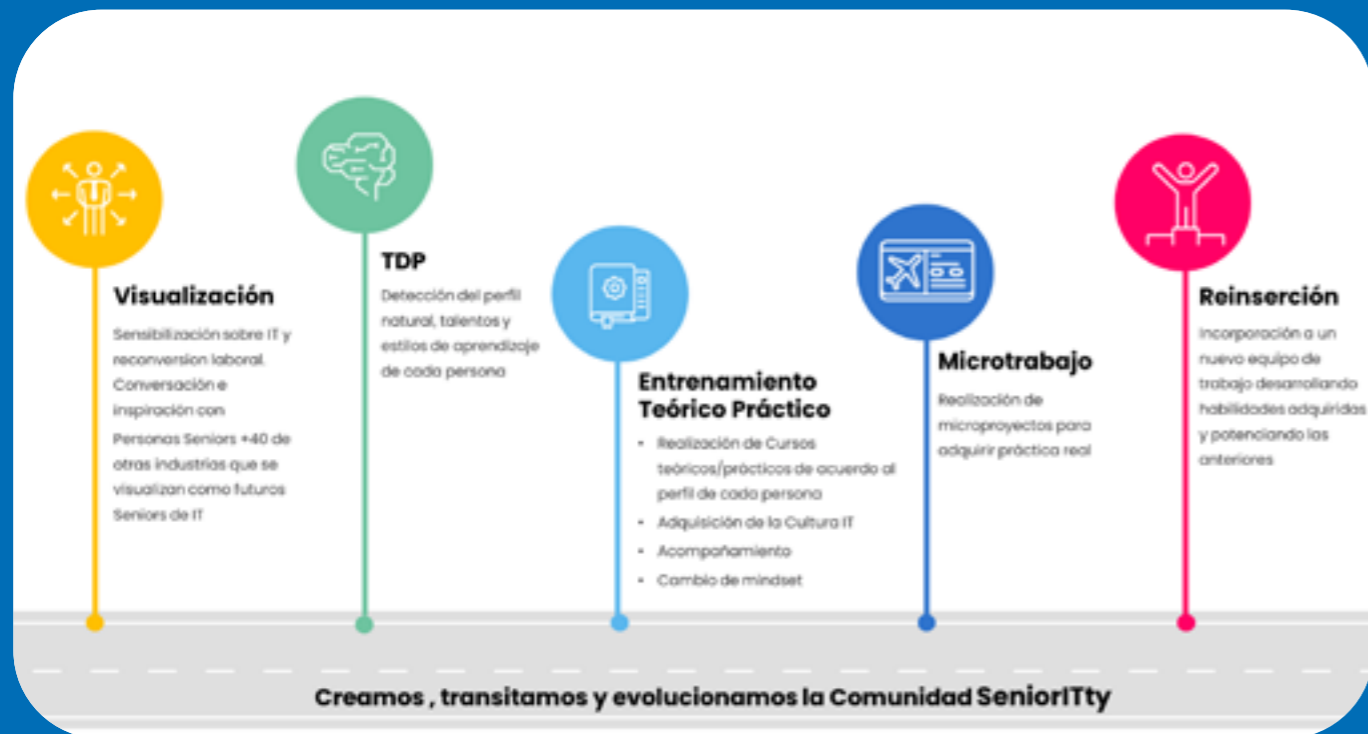 Visualización
Sensibilización sobre IT y
reconversion laboral.
Conversación e
inspiración con
Personas Seniors +40 de
otras industrias que se
visualizan como futuros
Seniors de IT
TDP
Detección del perfil
natural, talentos y
estilos de aprendizaje
de cada persona
Entrenamiento
Teórico Práctico
• Realización de Cursos
teóricos/prácticos de acuerdo al
perfil de cada persona
• Adquisición de la Cultura IT
• Acompañamiento
• Cambio de mindset
Microtrabajo
Realización de
microproyectos para
adquirir práctica real
Reinserción
Incorporación a un
nuevo equipo de
trabajo desarrollando
habilidades adquiridas
y potenciando las
anteriores
Creamos , transitamos y evolucionamos la Comunidad SeniorITty